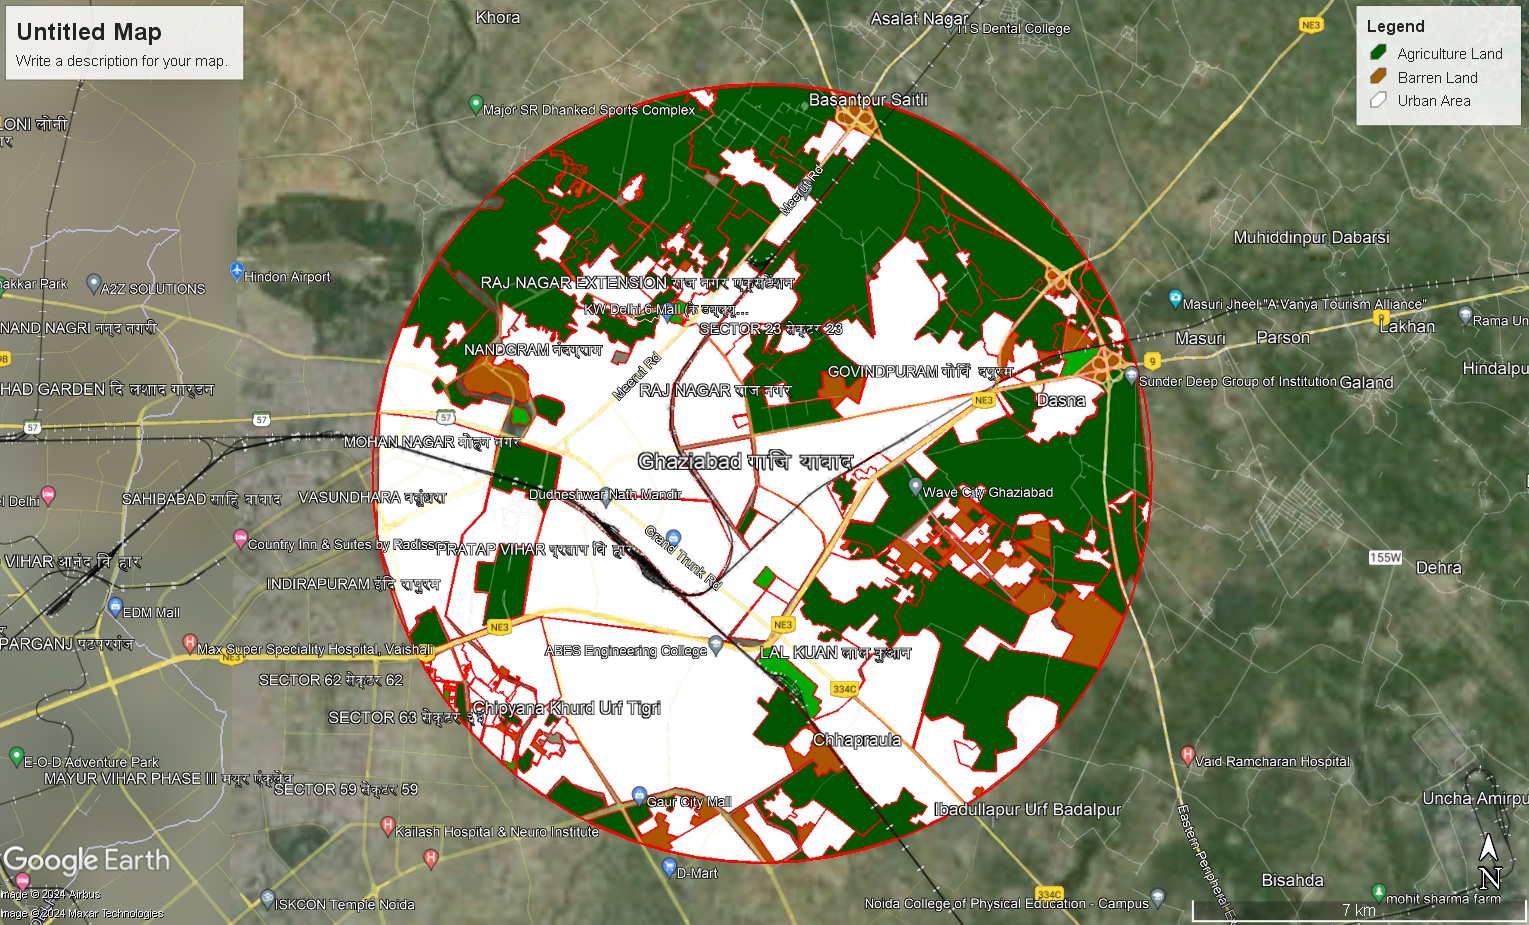 Untitled Map
Write a description for your map.
Legend
Agriculture Land
Barren Land
Urban Area
Khora
Asalat Nagar
ITS Dental College
NE3
Basantpur Saitli
Major SR Dhanked Sports Complex
LONI लोनी
Meerut Rd
Muhiddinpur Dabarsi
Hindon Airport
A2Z SOLUTIONS
akkar Park
RAJ NAGAR EXTENSION राज नगर एक्सटेंशन
KW Delhi 6 Mall
SECTOR 23 सेक्टर 23
Masuri Jheel "A Vanya Tourism Alliance"
9
Lakhan
Rama Un
NAND NAGRI नन्द नगरी
Masuri
Parson
NANDGRAM नंदग्राम
Meerut Rd
GOVINDPURAM
9
Hindalpu
Sunder Deep Group of Institution
Galand
HAD GARDEN दिलशाद गार्डन
RAJ NAGAR राज नगर
NE3
Dasna
57
57
57
MOHAN NAGAR मोहन नगर
Ghaziabad
SAHIBABAD
VASUNDHARA वसुंधरा
Dudheshwar Nath Mandir
Wave City Ghaziabad
Country Inn & Suites by Radisson
PRATAP VIHAR
Grand Trunk Rd
VIHAR आनंद विहार
155W
Dehra
INDIRAPURAM
EDM Mall
NE3
NE3
PARGANJ पटपरगंज
Max Super Speciality Hospital, Vaishali
NE3
ABES Engineering College
LAL KUAN लाल कुआन
SECTOR 62 सेक्टर 62
334C
SECTOR 63 सेक्टर
Chipyana Khurd Urf Tigri
Chhapraula
E-O-D Adventure Park
MAYUR VIHAR PHASE III
SECTOR 59 सेक्टर 59
Vaid Ramcharan Hospital
Gaur City Mall
Ibadullapur Urf Badalpur
Uncha Amirpu
Kailash Hospital & Neuro Institute
Eastern Peripheral Ex
Google Earth
D-Mart
Bisahda
N
Image © 2024 Airbus
ISKCON Temple Noida
334C
Noida College of Physical Education - Campus
mohit sharma farm
Image © 2024 Maxar Technologies
7 km